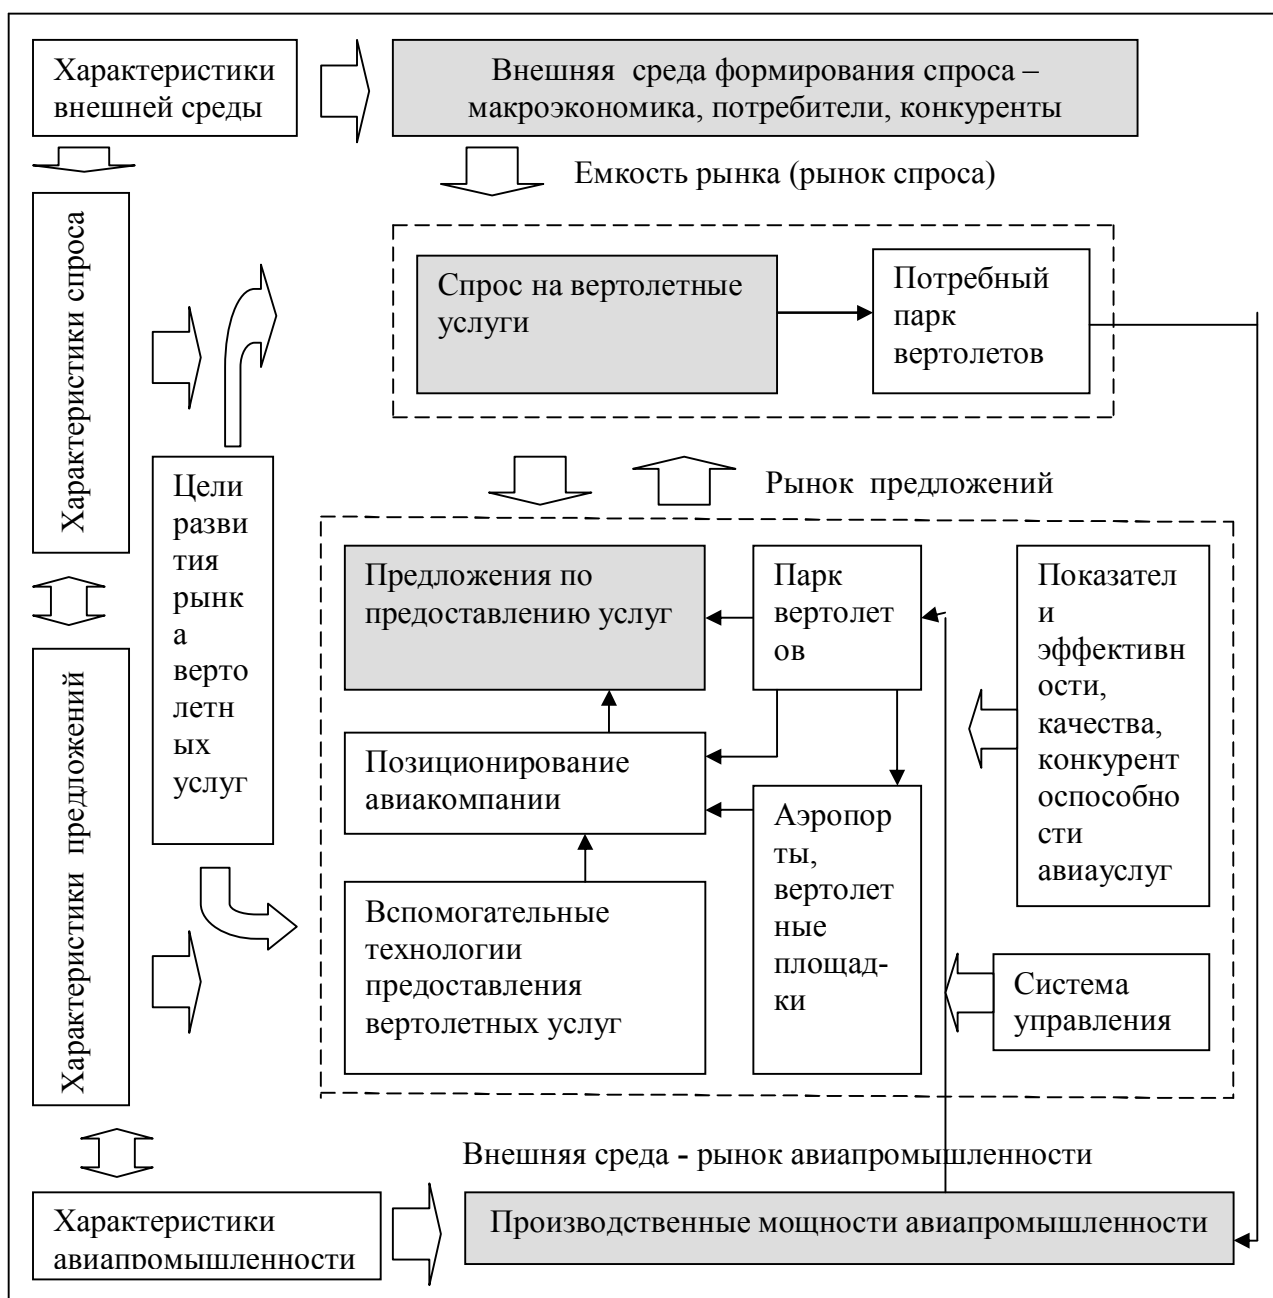 Характеристики
внешней среды
Внешняя среда формирования спроса –
макроэкономика, потребители, конкуренты
Емкость рынка (рынок спроса)
Характеристики спроса
Спрос на вертолетные
услуги
Потребный
парк
вертолетов
Цели
разви
тия
рынк
а
верто
летн
ых
услуг
Рынок предложений
Предложения по
предоставлению услуг
Парк
вертолет
ов
Показател
и
эффективн
ости,
качества,
конкурент
оспособно
сти
авиауслуг
Характеристики предложений
Позиционирование
авиакомпании
Аэропор
ты,
вертолет
ные
площад-
ки
Вспомогательные
технологии
предоставления
вертолетных услуг
Система
управления
Внешняя среда - рынок авиапромышленности
Характеристики
авиапромышленности
Производственные мощности авиапромышленности